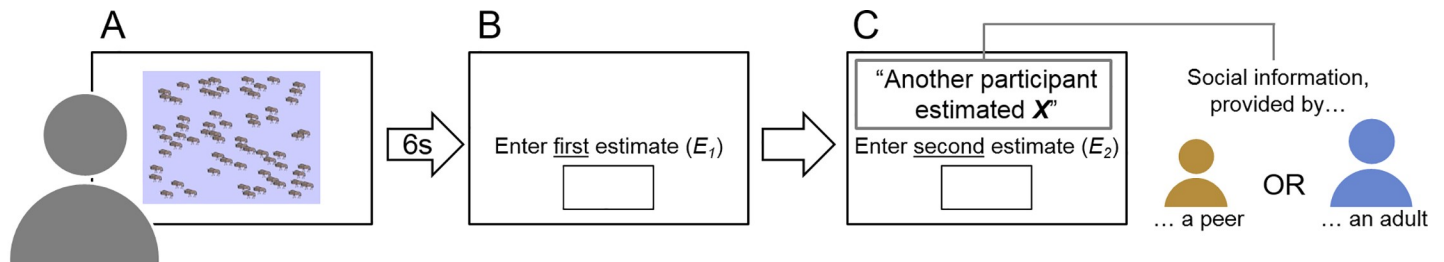 A
6s
B
Enter first estimate (E1)
C
“Another participant
estimated X”
Enter second estimate (E2)
Social information,
provided by…
OR
… a peer
… an adult